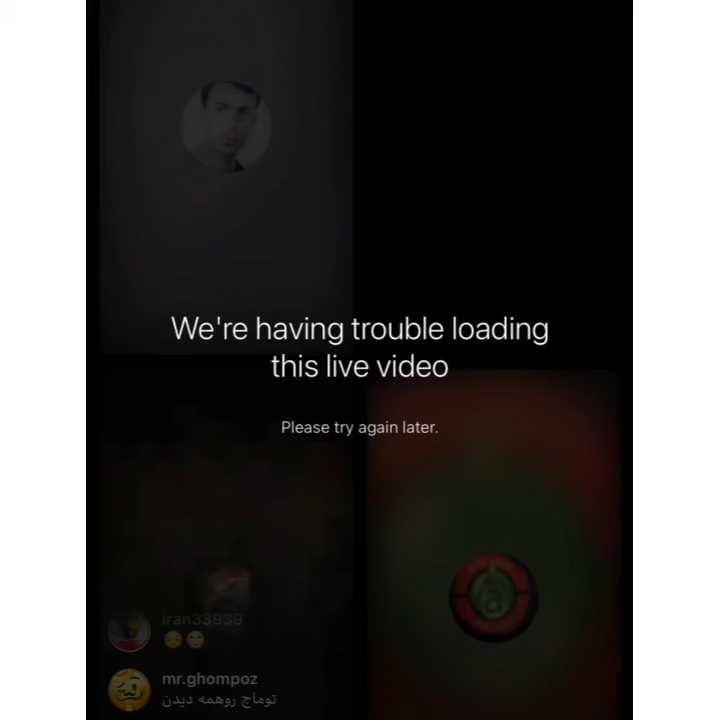 We're having trouble loading
this live video
Please try again later.
iran33939
😔🙄
mr.ghompoz
توماج روهمه دیدن